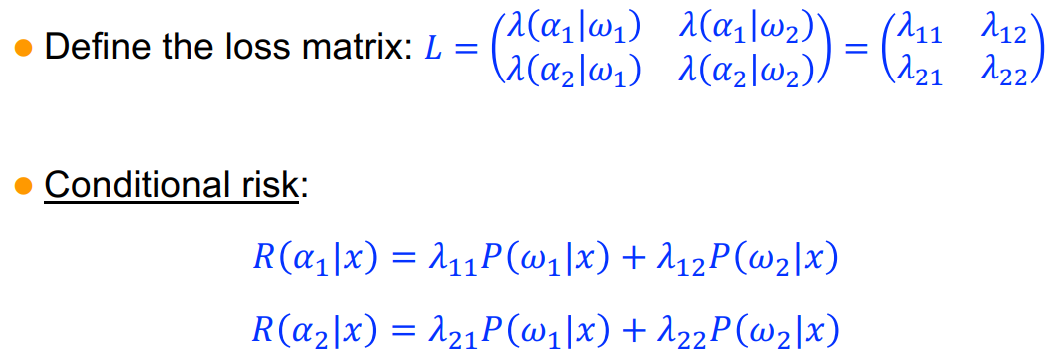 ● Define the loss matrix: L = (λ(α₁|ω₁) λ(α₁|ω₂) = (λ₁₁ λ₁₂
λ(α₂|ω₁) λ(α₂|ω₂)) λ₂₁ λ₂₂)
● Conditional risk:
R(α₁|x) = λ₁₁P(ω₁|x) + λ₁₂P(ω₂|x)
R(α₂|x) = λ₂₁P(ω₁|x) + λ₂₂P(ω₂|x)